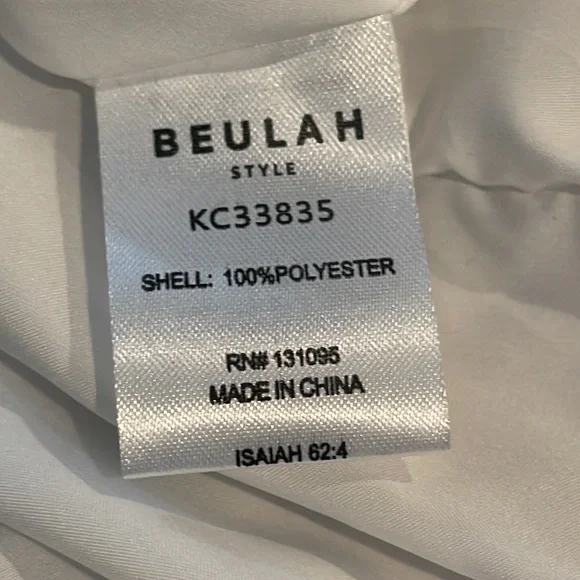 BEULAH
STYLE
KC33835
SHELL: 100%POLYESTER
RN# 131095
MADE IN CHINA
ISAIAH 62:4